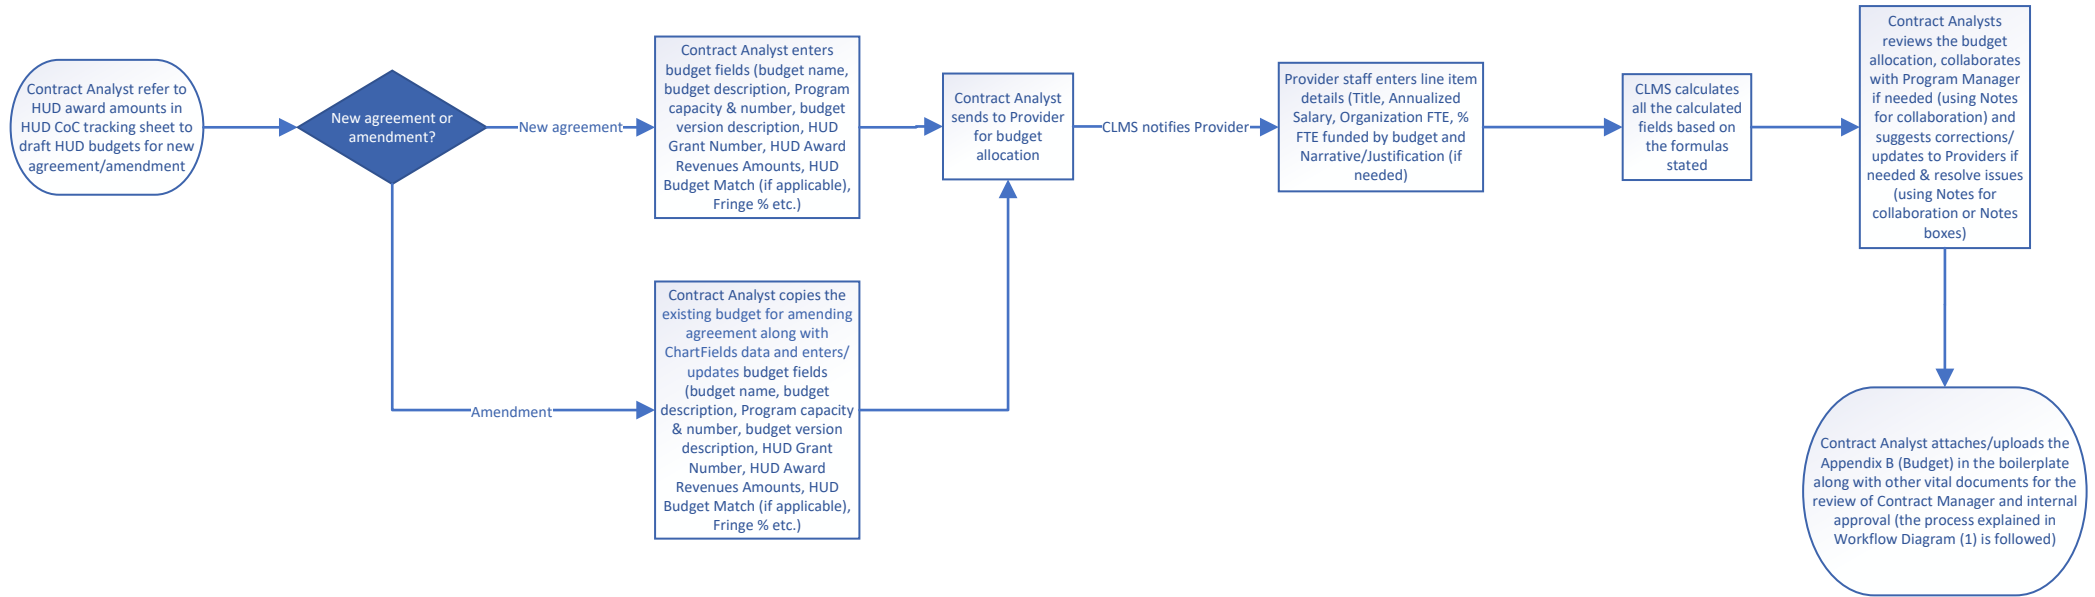 Contract Analyst refer to
HUD award amounts in
HUD CoC tracking sheet to
draft HUD budgets for new
agreement/amendment
New agreement or
amendment?
New agreement
Contract Analyst enters
budget fields (budget name,
budget description, Program
capacity & number, budget
version description, HUD
Grant Number, HUD Award
Revenues Amounts, HUD
Budget Match (if applicable),
Fringe % etc.)
Contract Analyst
sends to Provider
for budget
allocation
CLMS notifies Provider
Provider staff enters line item
details (Title, Annualized
Salary, Organization FTE, %
FTE funded by budget and
Narrative/Justification (if
needed)
CLMS calculates
all the calculated
fields based on
the formulas
stated
Contract Analysts
reviews the budget
allocation, collaborates
with Program Manager
if needed (using Notes
for collaboration) and
suggests corrections/
updates to Providers if
needed & resolve issues
(using Notes for
collaboration or Notes
boxes)
Amendment
Contract Analyst copies the
existing budget for amending
agreement along with
ChartFields data and enters/
updates budget fields
(budget name, budget
description, Program capacity
& number, budget version
description, HUD Grant
Number, HUD Award
Revenues Amounts, HUD
Budget Match (if applicable),
Fringe % etc.)
Contract Analyst attaches/uploads the
Appendix B (Budget) in the boilerplate
along with other vital documents for the
review of Contract Manager and internal
approval (the process explained in
Workflow Diagram (1) is followed)